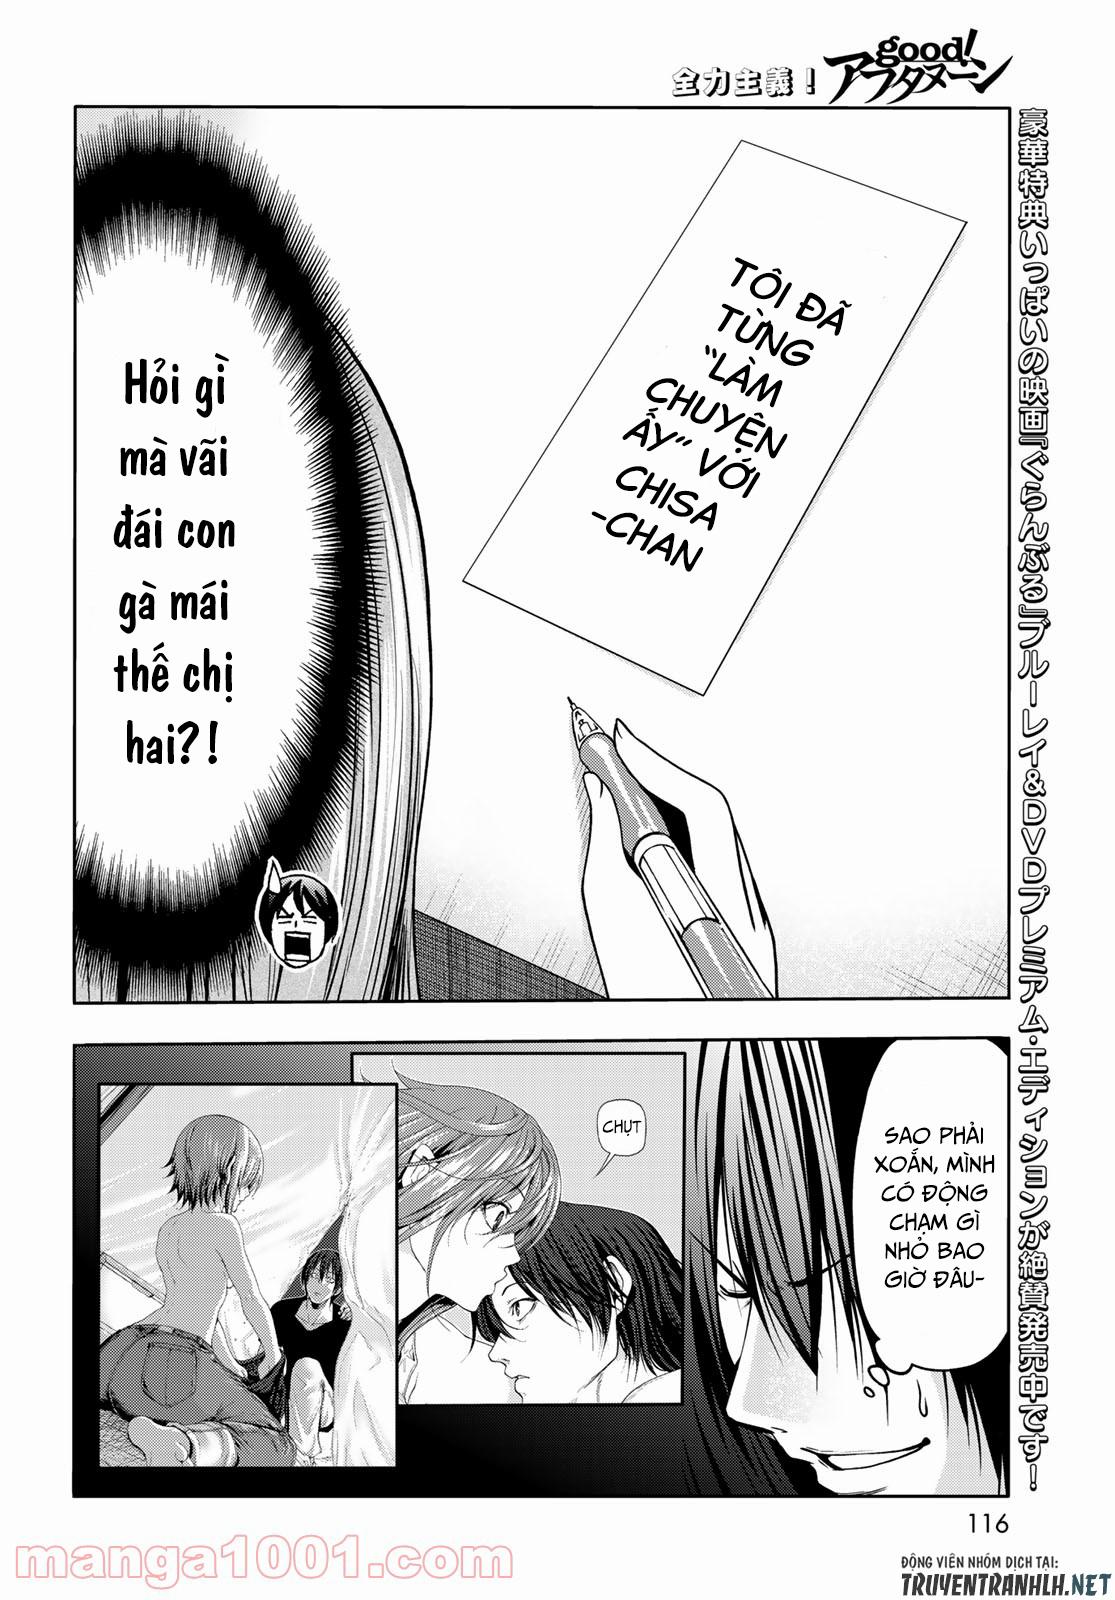 good!
アフタヌーン
全力主義！
豪華特典いっぱいの映画『ぐらんぶる』ブルーレイ&DVDプレミアム・エディションが絶賛発売中です！
TÔI ĐÃ
TỪNG
“LÀM
CHUYỆN
ẤY” VỚI
CHISA
-CHAN
Hỏi gì
mà vãi
đái con
gà mái
thế chị
hai?!
SAO PHẢI
XOẮN, MÌNH
CÓ ĐỘNG
CHẠM GÌ
NHỎ BAO
GIỜ ĐÂU-
CHỤT
116
manga1001.com
ĐỘNG VIÊN NHÓM DỊCH TẠI:
TRUYENTRANHLH.NET